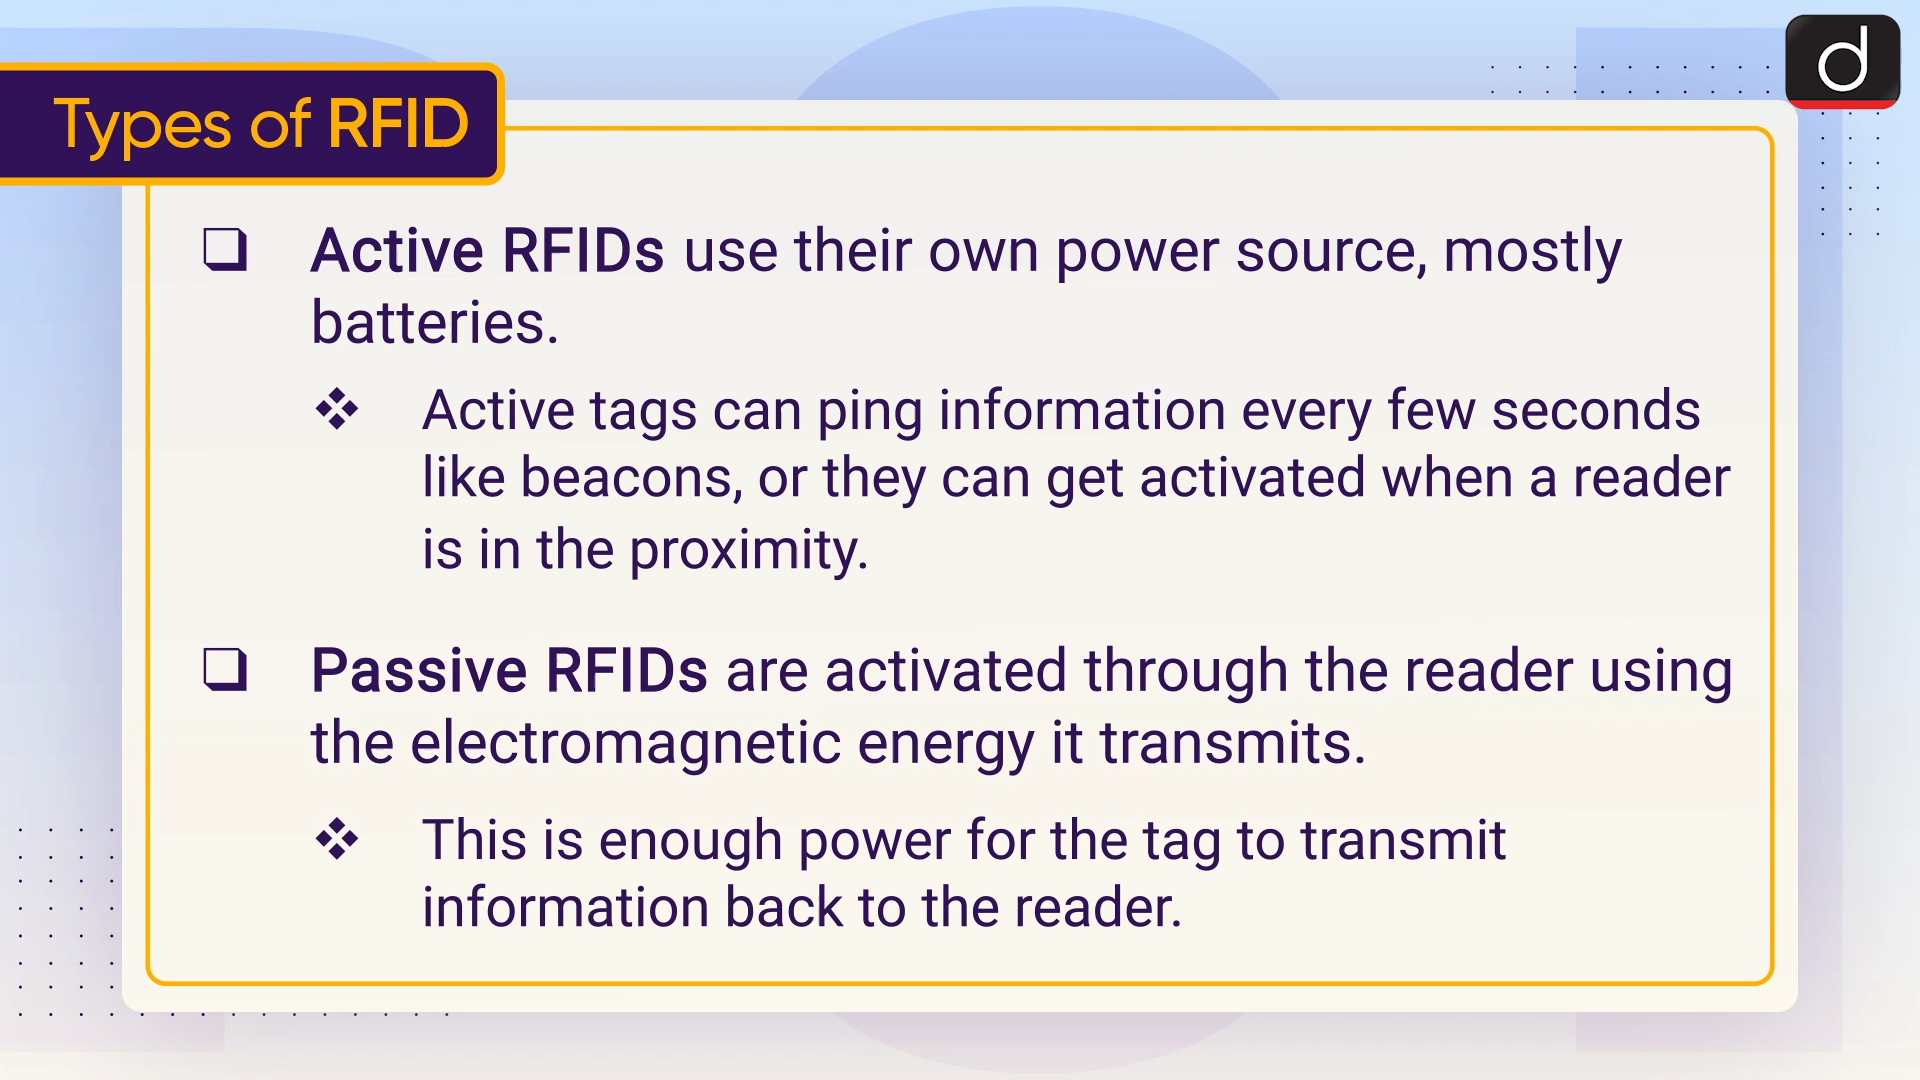 d
Types of RFID
❑ Active RFIDs use their own power source, mostly
batteries.
❖ Active tags can ping information every few seconds
like beacons, or they can get activated when a reader
is in the proximity.
❑ Passive RFIDs are activated through the reader using
the electromagnetic energy it transmits.
❖ This is enough power for the tag to transmit
information back to the reader.